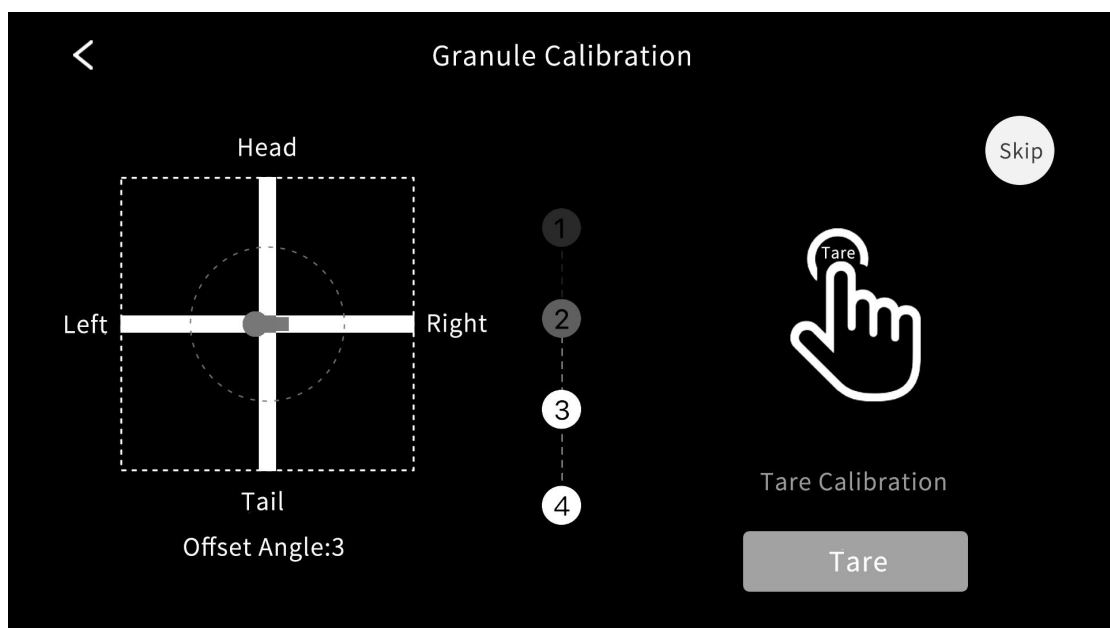 Granule Calibration
Skip
Head
Left
Right
Tail
Offset Angle:3
1
2
3
4
Tare
Tare Calibration
Tare